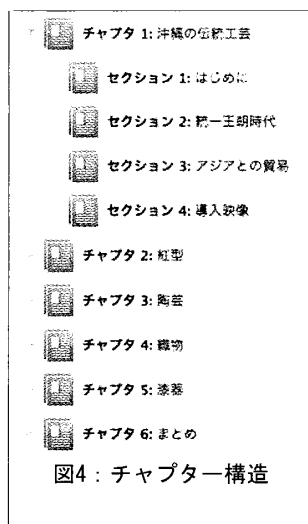 チャプタ 1: 沖縄の伝統工芸
セクション 1: はじめに
セクション 2: 統一王朝時代
セクション 3: アジアとの貿易
セクション 4: 導入映像
チャプタ 2: 紅型
チャプタ 3: 陶芸
チャプタ 4: 織物
チャプタ 5: 漆器
チャプタ 6: まとめ
図4：チャプター構造